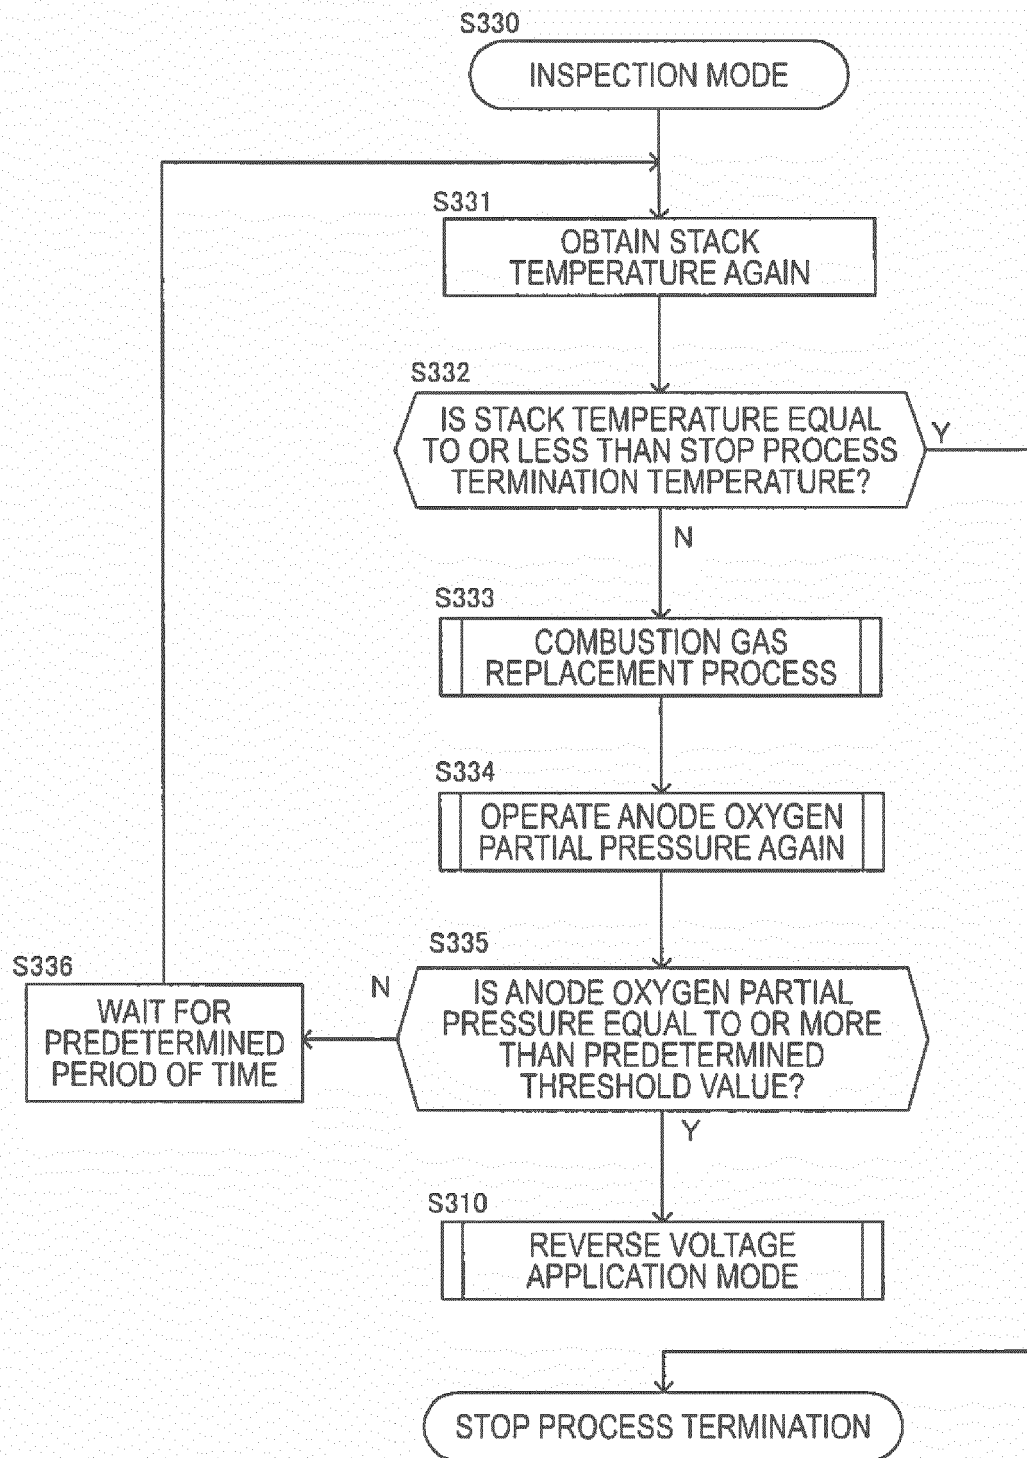 S330
INSPECTION MODE
S331
OBTAIN STACK
TEMPERATURE AGAIN
S332
IS STACK TEMPERATURE EQUAL
TO OR LESS THAN STOP PROCESS
TERMINATION TEMPERATURE?
Y
N
S333
COMBUSTION GAS
REPLACEMENT PROCESS
S334
OPERATE ANODE OXYGEN
PARTIAL PRESSURE AGAIN
S335
IS ANODE OXYGEN PARTIAL
PRESSURE EQUAL TO OR MORE
THAN PREDETERMINED
THRESHOLD VALUE?
N
S336
WAIT FOR
PREDETERMINED
PERIOD OF TIME
Y
S310
REVERSE VOLTAGE
APPLICATION MODE
STOP PROCESS TERMINATION